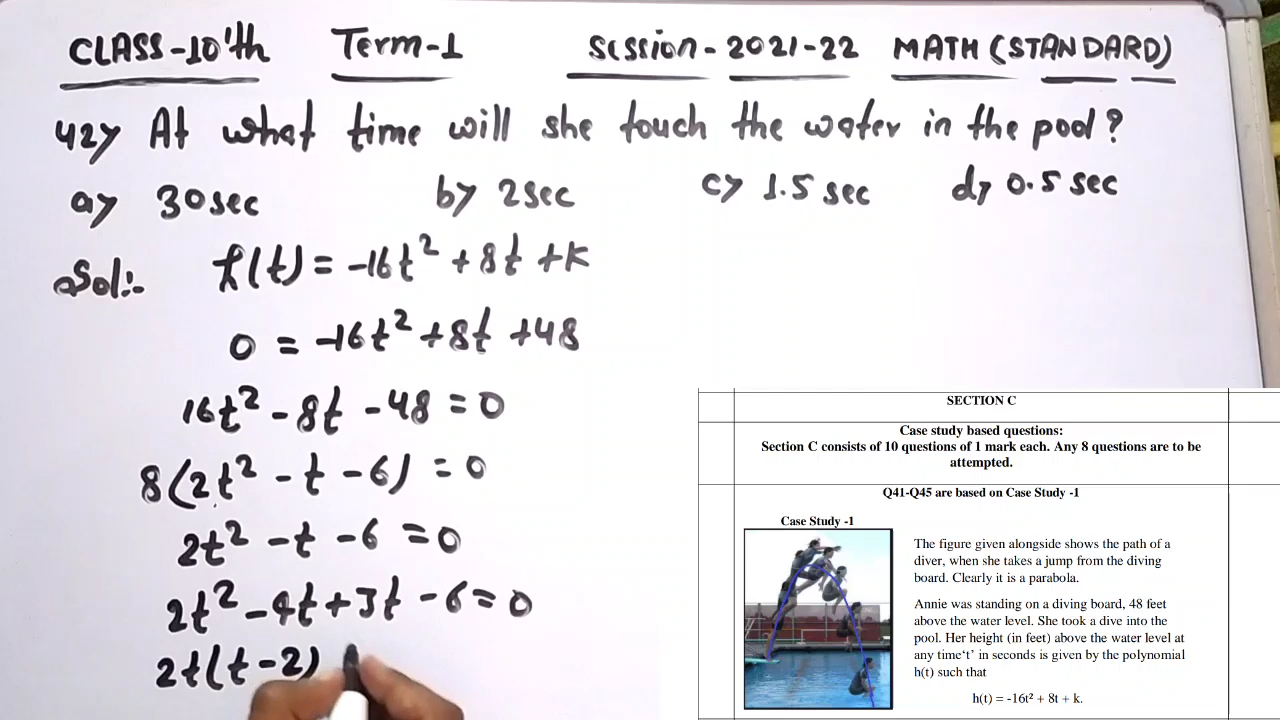 CLASS-10'th Term-1 Session-2021-22 MATH (STANDARD)
42> At what time will she touch the water in the pool?
a> 30sec b> 2sec c> 1.5 sec d> 0.5 sec
Sol:- h(t) = -16t² + 8t + k
0 = -16t² + 8t + 48
16t² - 8t - 48 = 0
8(2t² - t - 6) = 0
2t² - t - 6 = 0
2t² - 4t + 3t - 6 = 0
2t(t-2)
SECTION C
Case study based questions:
Section C consists of 10 questions of 1 mark each. Any 8 questions are to be
attempted.
Q41-Q45 are based on Case Study -1
Case Study -1
The figure given alongside shows the path of a
diver, when she takes a jump from the diving
board. Clearly it is a parabola.
Annie was standing on a diving board, 48 feet
above the water level. She took a dive into the
pool. Her height (in feet) above the water level at
any time't' in seconds is given by the polynomial
h(t) such that
h(t) = -16t² + 8t + k.